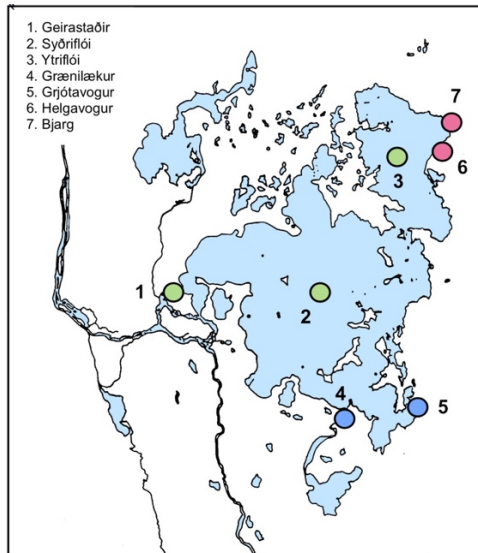 1. Geirastaðir
2. Syðriflói
3. Ytriflói
4. Grænilækur
5. Grjótavogur
6. Helgavogur
7. Bjarg
7
6
3
1
2
4
5